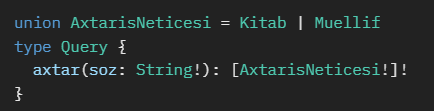 union AxtarisNeticesi = Kitab | Muellif
type Query {
  axtar(soz: String!): [AxtarisNeticesi!]!
}